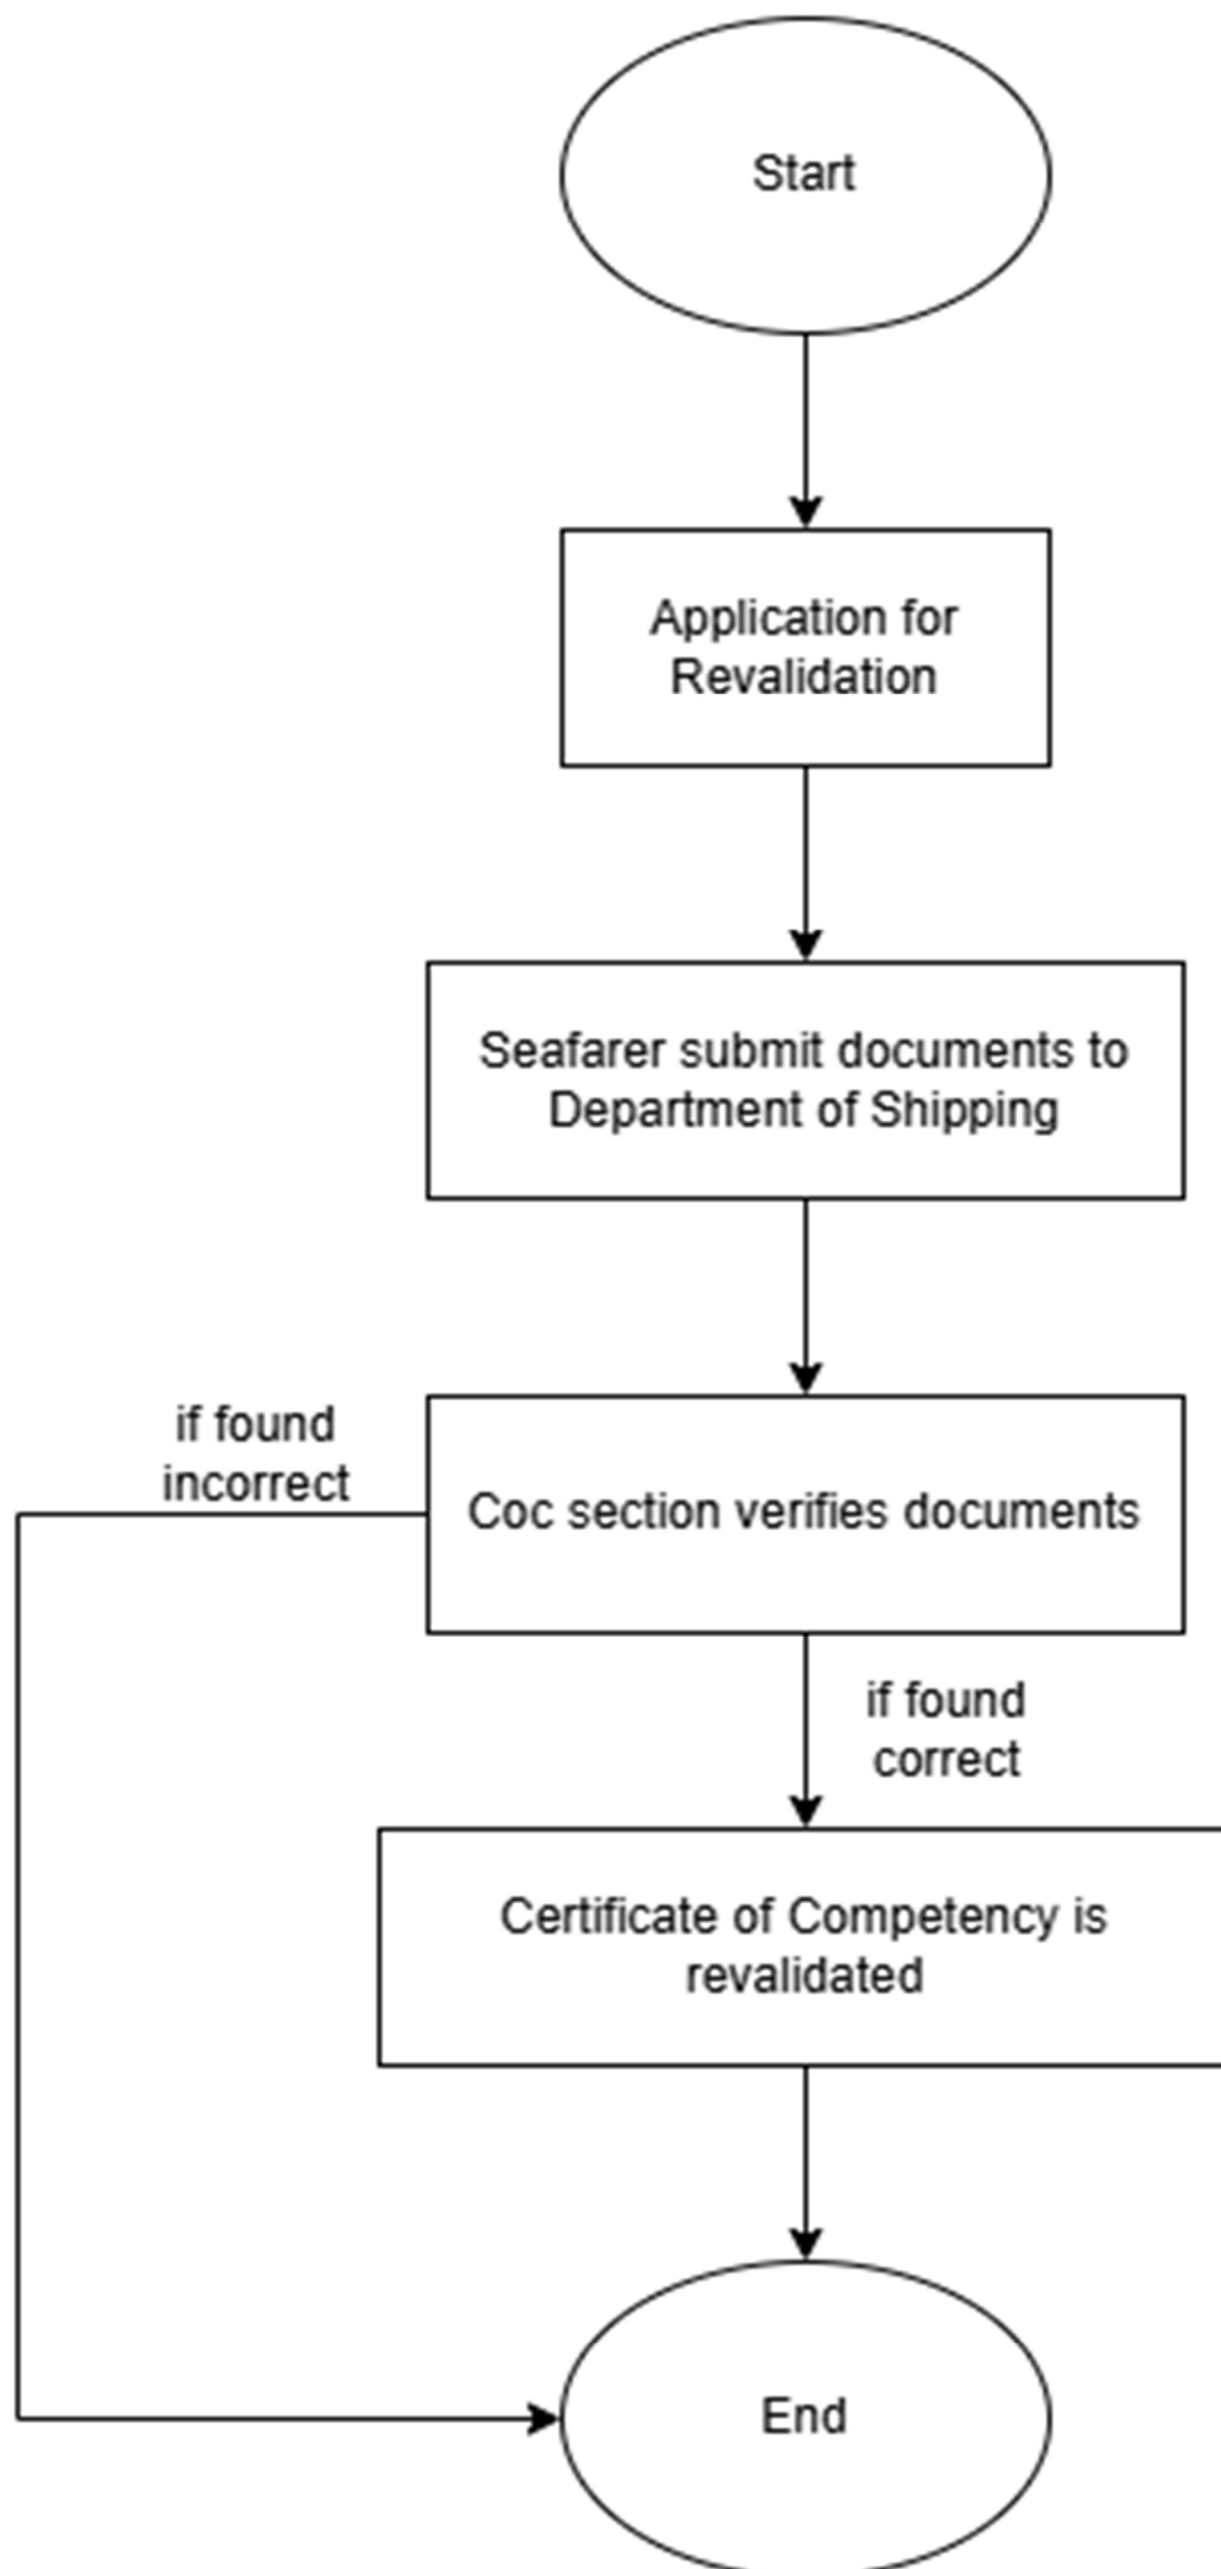 Start
Application for
Revalidation
Seafarer submit documents to
Department of Shipping
if found
incorrect
Coc section verifies documents
if found
correct
Certificate of Competency is
revalidated
End